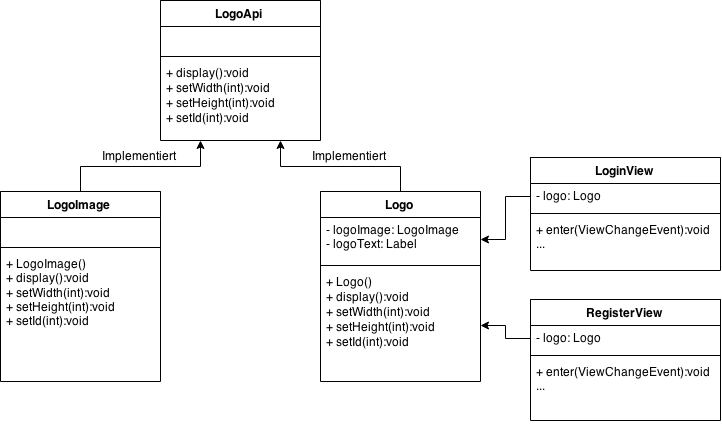 LogoApi
+ display():void
+ setWidth(int):void
+ setHeight(int):void
+ setId(int):void
Implementiert
Implementiert
LogoImage
+ LogoImage()
+ display():void
+ setWidth(int):void
+ setHeight(int):void
+ setId(int):void
Logo
- logoImage: LogoImage
- logoText: Label
+ Logo()
+ display():void
+ setWidth(int):void
+ setHeight(int):void
+ setId(int):void
LoginView
- logo: Logo
+ enter(ViewChangeEvent):void
...
RegisterView
- logo: Logo
+ enter(ViewChangeEvent):void
...